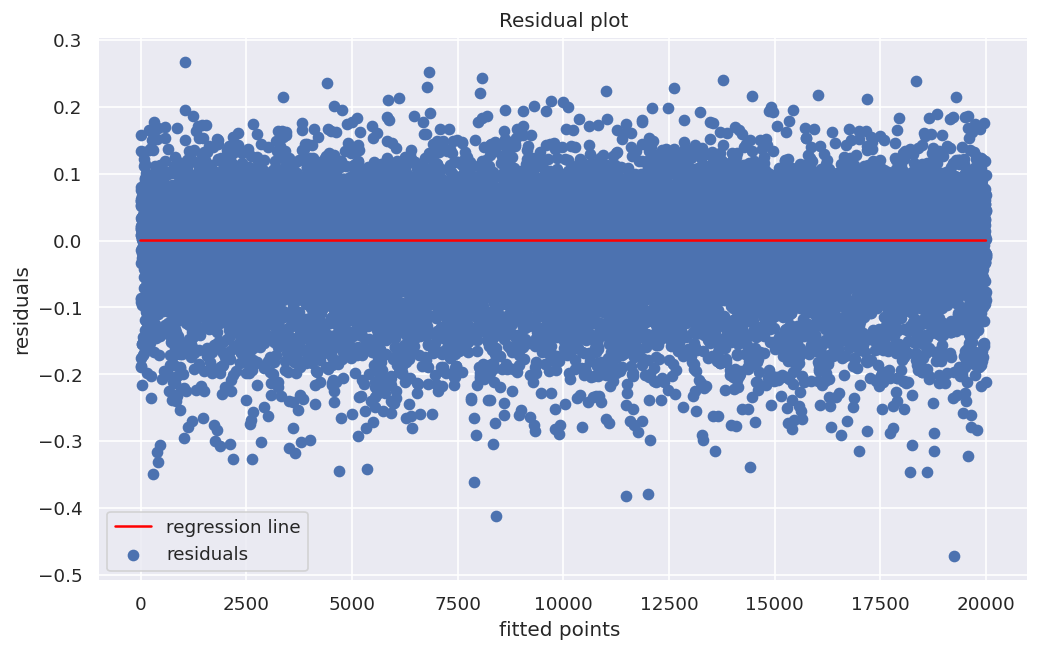 Residual plot
0.3
0.2
0.1
0.0
−0.1
−0.2
−0.3
−0.4
−0.5
residuals
regression line
residuals
0 2500 5000 7500 10000 12500 15000 17500 20000
fitted points